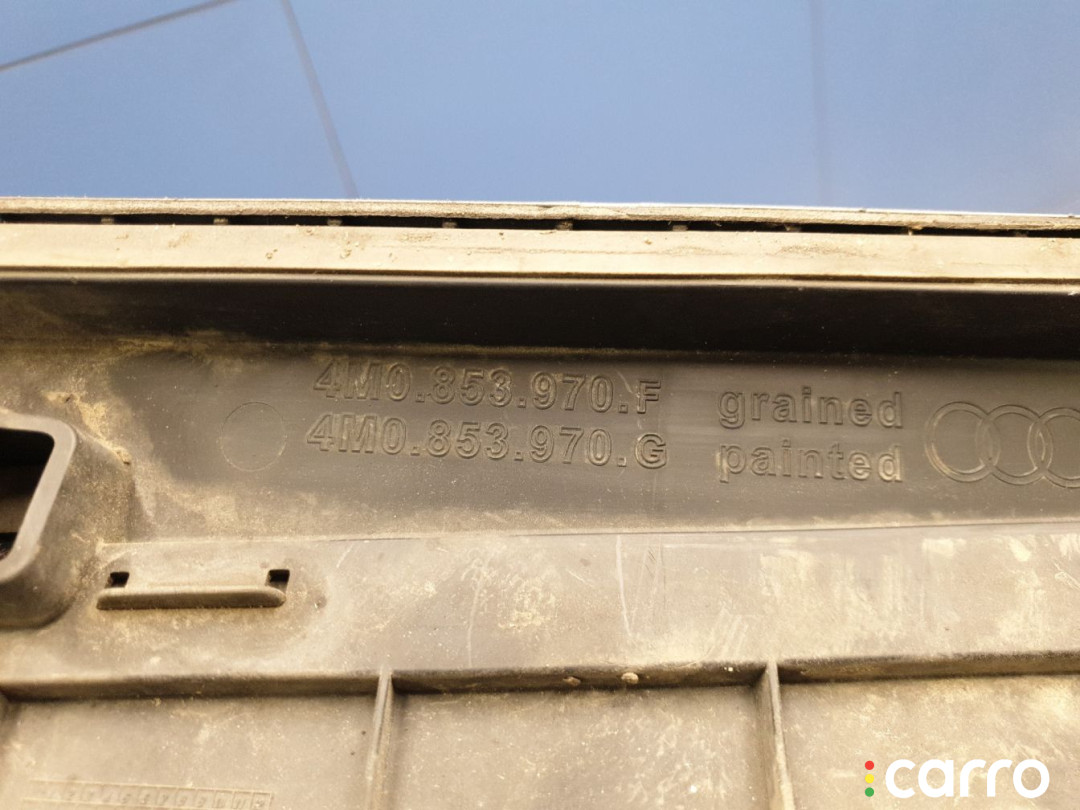 4M0.853.970.F grained
4M0.853.970.G painted
carro